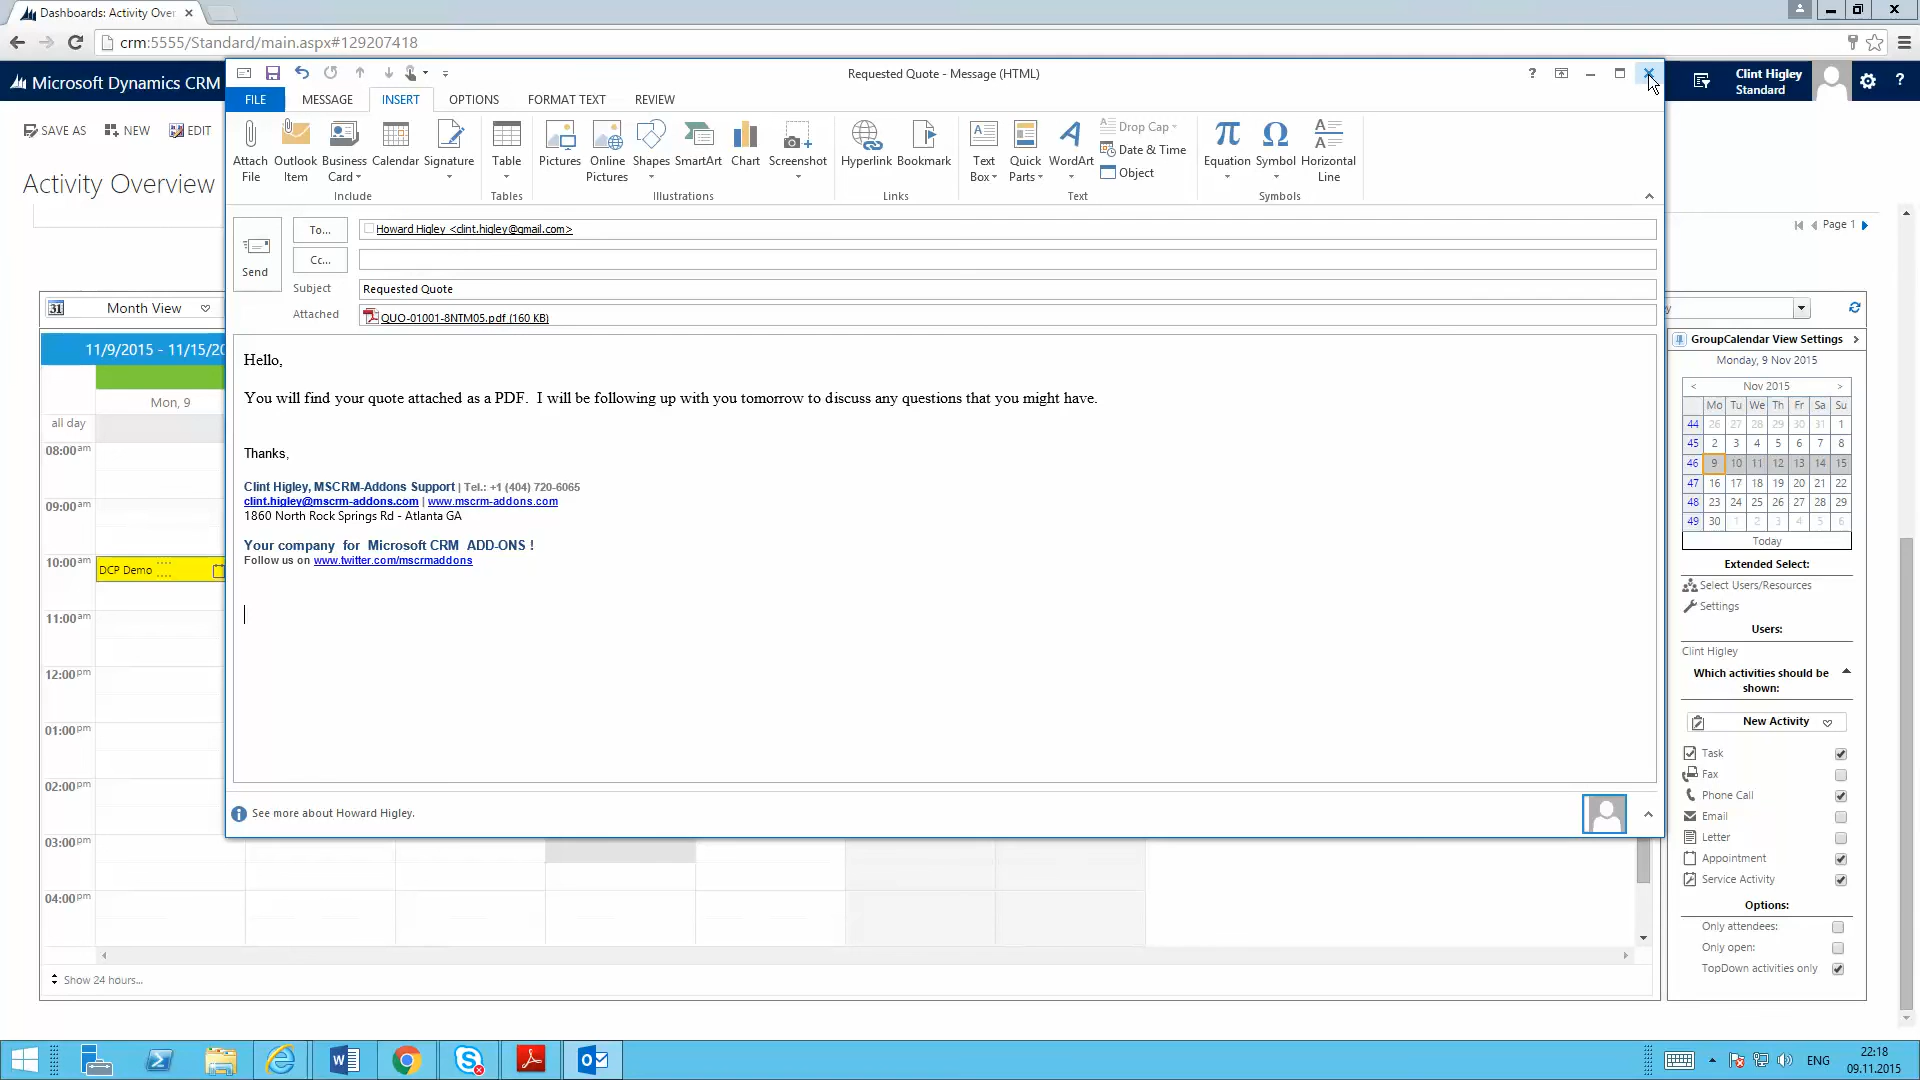 Dashboards: Activity Over
crm:5555/Standard/main.aspx#129207418
Microsoft Dynamics CRM
Clint Higley
Standard
?
SAVE AS
NEW
EDIT
Activity Overview
Page 1
Requested Quote - Message (HTML)
?
FILE
MESSAGE
INSERT
OPTIONS
FORMAT TEXT
REVIEW
Attach File
Outlook Item
Business Card
Calendar
Signature
Include
Table
Tables
Pictures
Online Pictures
Shapes
SmartArt
Chart
Screenshot
Illustrations
Hyperlink
Bookmark
Links
Text Box
Quick Parts
WordArt
Drop Cap
Date & Time
Object
Text
Equation
Symbol
Horizontal Line
Symbols
Send
To...
Howard Higley <clint.higley@gmail.com>
Cc...
Subject
Requested Quote
Attached
QUO-01001-8NTM05.pdf (160 KB)
Hello,
You will find your quote attached as a PDF.  I will be following up with you tomorrow to discuss any questions that you might have.
Thanks,
Clint Higley, MSCRM-Addons Support | Tel.: +1 (404) 720-6065
clint.higley@mscrm-addons.com | www.mscrm-addons.com
1860 North Rock Springs Rd - Atlanta GA
Your company for Microsoft CRM ADD-ONS !
Follow us on www.twitter.com/mscrmaddons
See more about Howard Higley.
31
Month View
11/9/2015 - 11/15/20
Mon, 9
all day
08:00am
09:00am
10:00am
DCP Demo
11:00am
12:00pm
01:00pm
02:00pm
03:00pm
04:00pm
Show 24 hours...
GroupCalendar View Settings
Monday, 9 Nov 2015
< Nov 2015 >
Mo Tu We Th Fr Sa Su
44 26 27 28 29 30 31 1
45 2 3 4 5 6 7 8
46 9 10 11 12 13 14 15
47 16 17 18 19 20 21 22
48 23 24 25 26 27 28 29
49 30 1 2 3 4 5 6
Today
Extended Select:
Select Users/Resources
Settings
Users:
Clint Higley
Which activities should be
shown:
New Activity
Task
Fax
Phone Call
Email
Letter
Appointment
Service Activity
Options:
Only attendees:
Only open:
TopDown activities only
ENG
22:18
09.11.2015